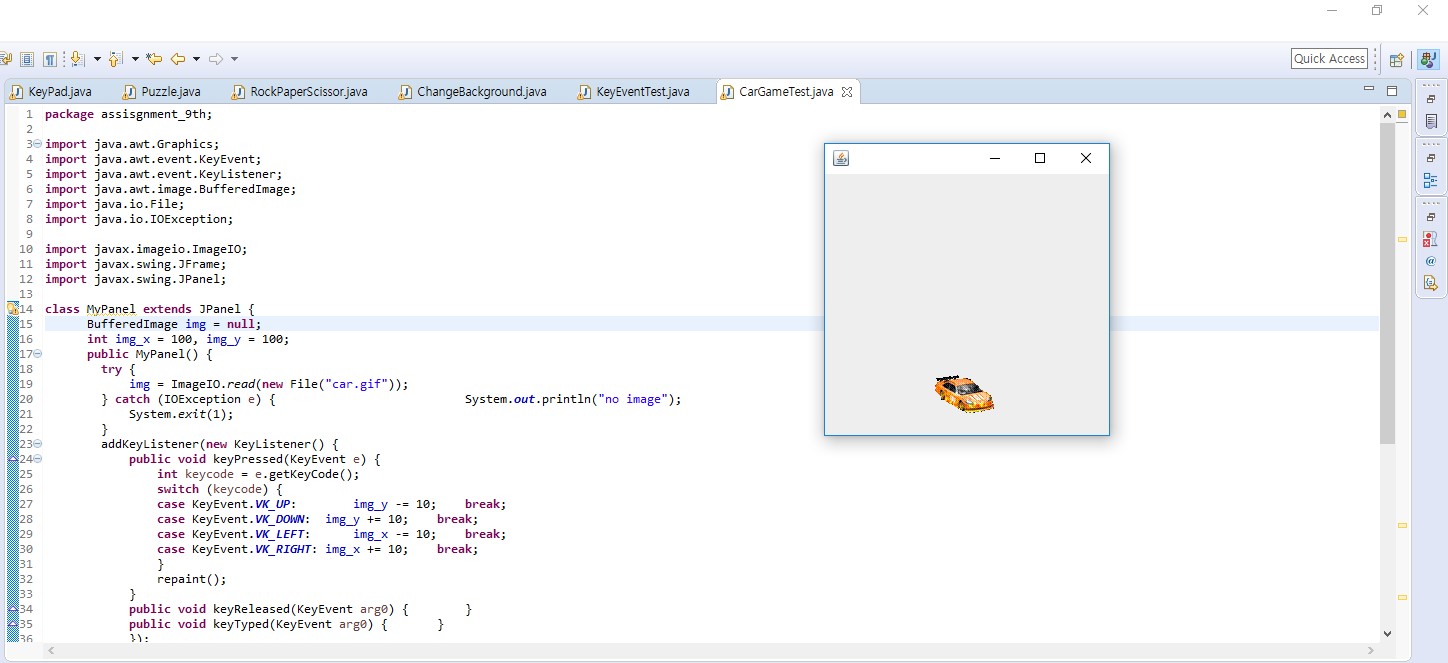 Quick Access
KeyPad.java Puzzle.java RockPaperScissor.java ChangeBackground.java KeyEventTest.java CarGameTest.java
1 package assisgnment_9th;
2
3 import java.awt.Graphics;
4 import java.awt.event.KeyEvent;
5 import java.awt.event.KeyListener;
6 import java.awt.image.BufferedImage;
7 import java.io.File;
8 import java.io.IOException;
9
10 import javax.imageio.ImageIO;
11 import javax.swing.JFrame;
12 import javax.swing.JPanel;
13
14 class MyPanel extends JPanel {
15 BufferedImage img = null;
16 int img_x = 100, img_y = 100;
17 public MyPanel() {
18 try {
19 img = ImageIO.read(new File("car.gif"));
20 } catch (IOException e) { System.out.println("no image");
21 System.exit(1);
22 }
23 addKeyListener(new KeyListener() {
24 public void keyPressed(KeyEvent e) {
25 int keycode = e.getKeyCode();
26 switch (keycode) {
27 case KeyEvent.VK_UP: img_y -= 10; break;
28 case KeyEvent.VK_DOWN: img_y += 10; break;
29 case KeyEvent.VK_LEFT: img_x -= 10; break;
30 case KeyEvent.VK_RIGHT: img_x += 10; break;
31 }
32 repaint();
33 }
34 public void keyReleased(KeyEvent arg0) { }
35 public void keyTyped(KeyEvent arg0) { }
36 });